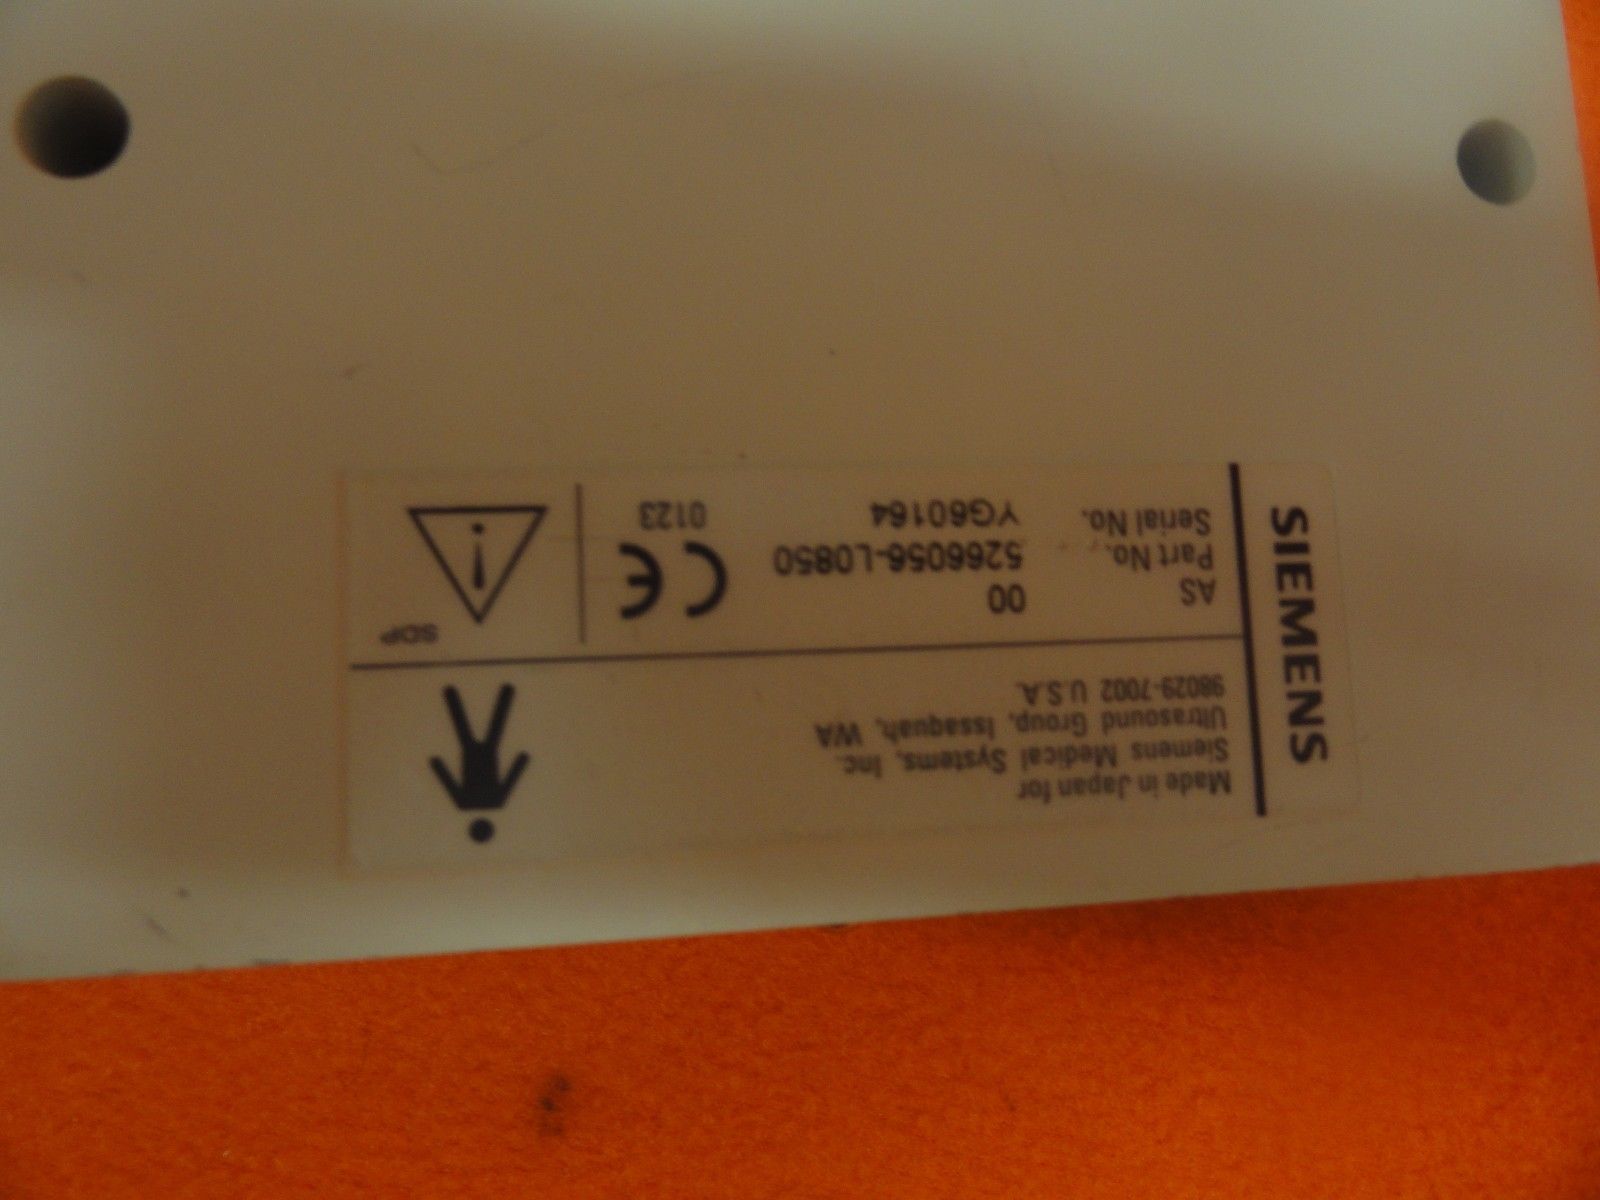 SIEMENS
Made in Japan for
Siemens Medical Systems, Inc.
Ultrasound Group, Issaquah, WA
98029-7002 U.S.A.
AS 00
Part No. 5266056-L0850
Serial No. YG60164
CE
0123
SDP